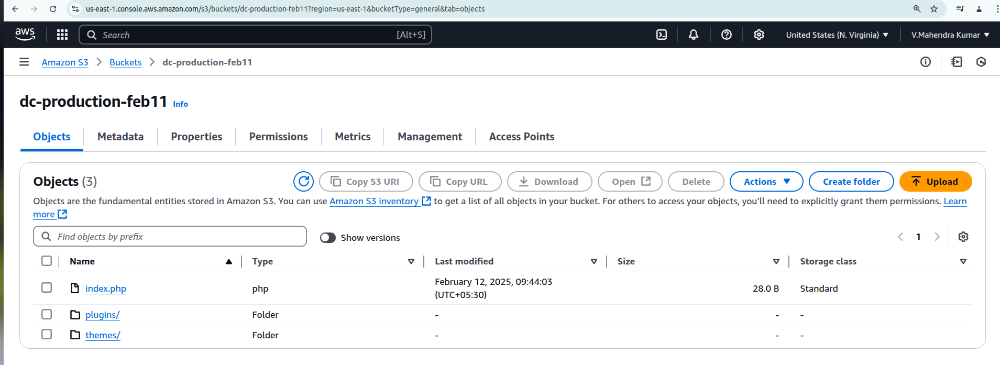 us-east-1.console.aws.amazon.com/s3/buckets/dc-production-feb11?region=us-east-1&bucketType=general&tab=objects
aws Search [Alt+S] United States (N. Virginia) V.Mahendra Kumar
Amazon S3 Buckets dc-production-feb11
dc-production-feb11 Info
Objects Metadata Properties Permissions Metrics Management Access Points
Objects (3) Copy S3 URI Copy URL Download Open Delete Actions Create folder Upload
Objects are the fundamental entities stored in Amazon S3. You can use Amazon S3 inventory to get a list of all objects in your bucket. For others to access your objects, you’ll need to explicitly grant them permissions. Learn
more
Find objects by prefix Show versions 1
Name Type Last modified Size Storage class
index.php php February 12, 2025, 09:44:03 28.0 B Standard
(UTC+05:30)
plugins/ Folder - - -
themes/ Folder - - -